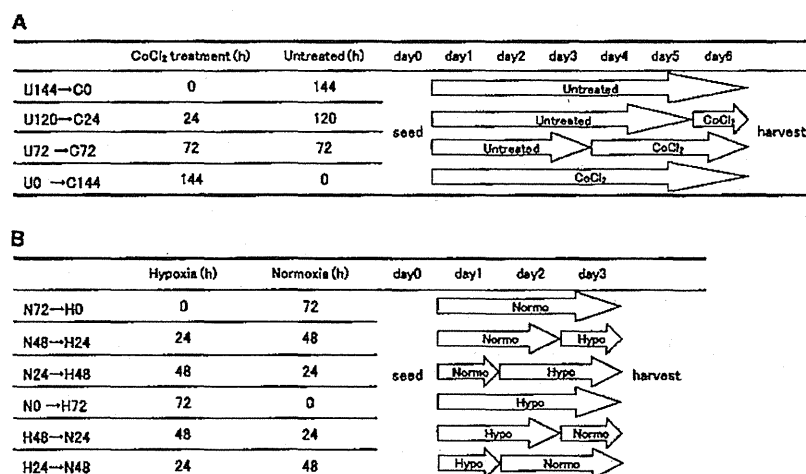 A
CoCl₂ treatment (h) Untreated (h) day0 day1 day2 day3 day4 day5 day6
U144→C0 0 144 Untreated
U120→C24 24 120 Untreated CoCl₂
seed harvest
U72→C72 72 72 Untreated CoCl₂
U0→C144 144 0 CoCl₂
B
Hypoxia (h) Normoxia (h) day0 day1 day2 day3
N72→H0 0 72 Normo
N48→H24 24 48 Normo Hypo
N24→H48 48 24 seed Normo Hypo harvest
N0→H72 72 0 Hypo
H48→N24 48 24 Hypo Normo
H24→N48 24 48 Hypo Normo